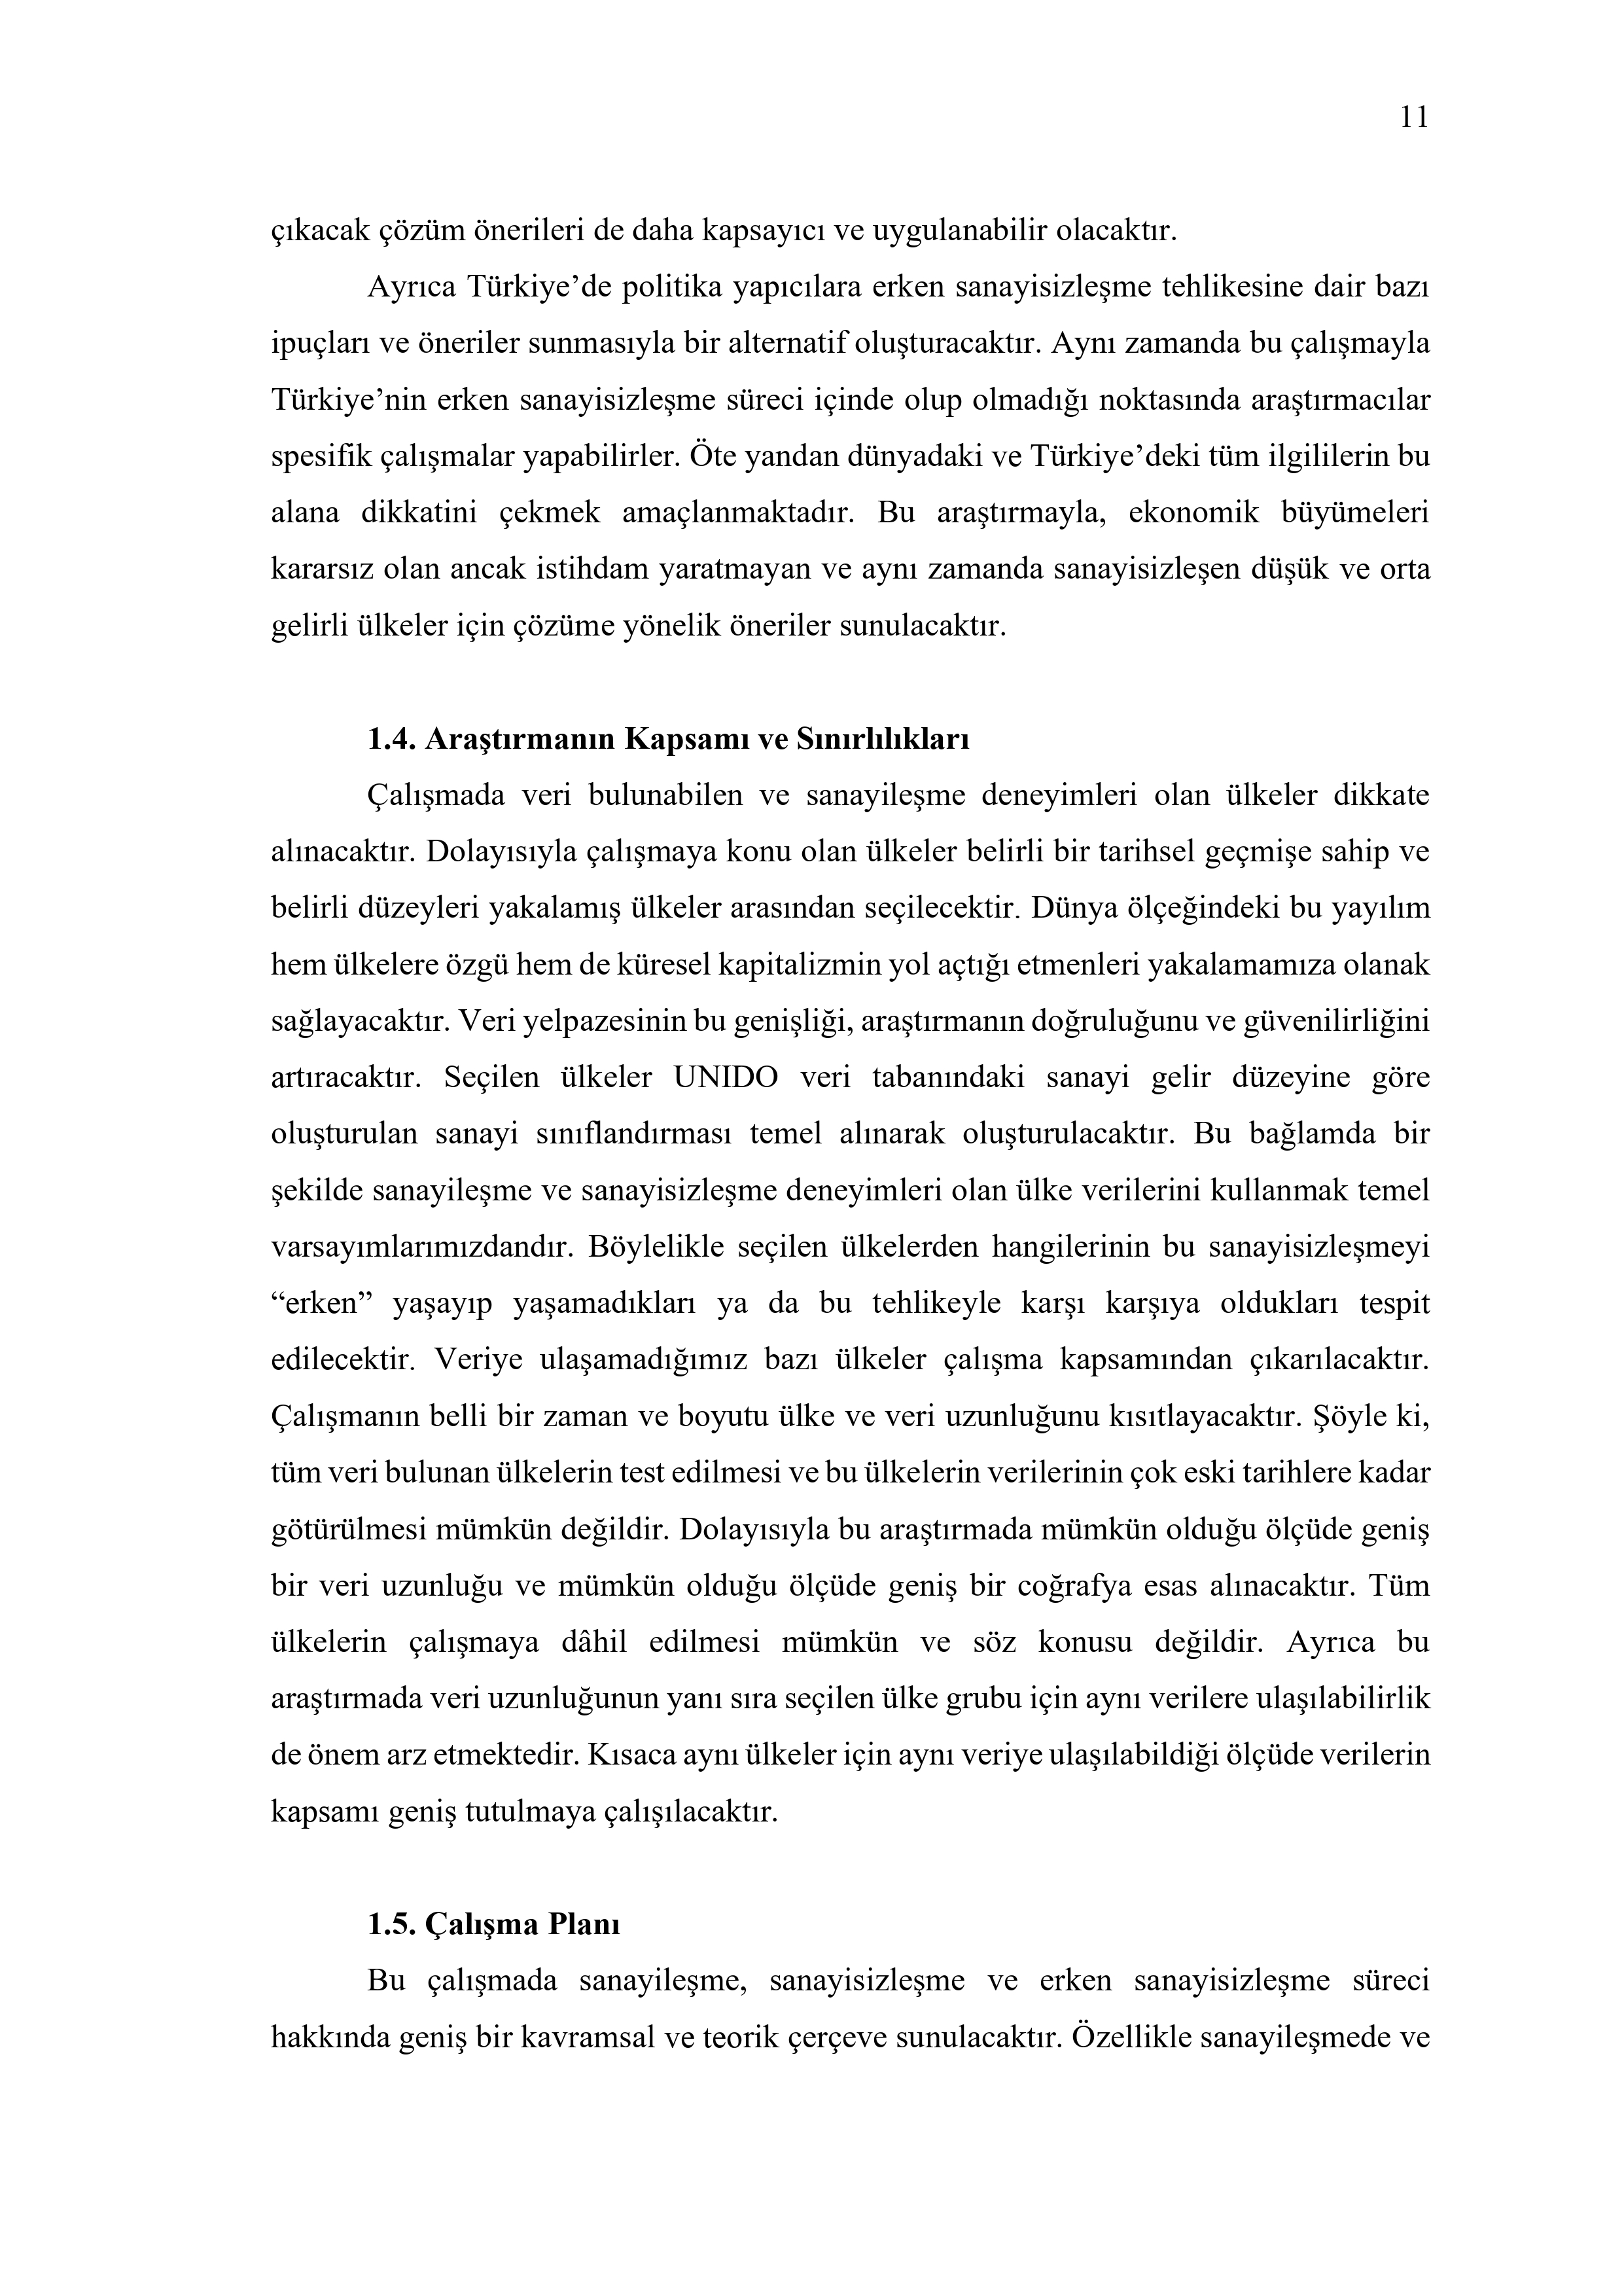 11
çıkacak çözüm önerileri de daha kapsayıcı ve uygulanabilir olacaktır.
Ayrıca Türkiye’de politika yapıcılara erken sanayisizleşme tehlikesine dair bazı
ipuçları ve öneriler sunmasıyla bir alternatif oluşturacaktır. Aynı zamanda bu çalışmayla
Türkiye’nin erken sanayisizleşme süreci içinde olup olmadığı noktasında araştırmacılar
spesifik çalışmalar yapabilirler. Öte yandan dünyadaki ve Türkiye’deki tüm ilgililerin bu
alana dikkatini çekmek amaçlanmaktadır. Bu araştırmayla, ekonomik büyümeleri
kararsız olan ancak istihdam yaratmayan ve aynı zamanda sanayisizleşen düşük ve orta
gelirli ülkeler için çözüme yönelik öneriler sunulacaktır.
1.4. Araştırmanın Kapsamı ve Sınırlılıkları
Çalışmada veri bulunabilen ve sanayileşme deneyimleri olan ülkeler dikkate
alınacaktır. Dolayısıyla çalışmaya konu olan ülkeler belirli bir tarihsel geçmişe sahip ve
belirli düzeyleri yakalamış ülkeler arasından seçilecektir. Dünya ölçeğindeki bu yayılım
hem ülkelere özgü hem de küresel kapitalizmin yol açtığı etmenleri yakalamamıza olanak
sağlayacaktır. Veri yelpazesinin bu genişliği, araştırmanın doğruluğunu ve güvenilirliğini
artıracaktır. Seçilen ülkeler UNIDO veri tabanındaki sanayi gelir düzeyine göre
oluşturulan sanayi sınıflandırması temel alınarak oluşturulacaktır. Bu bağlamda bir
şekilde sanayileşme ve sanayisizleşme deneyimleri olan ülke verilerini kullanmak temel
varsayımlarımızdandır. Böylelikle seçilen ülkelerden hangilerinin bu sanayisizleşmeyi
“erken” yaşayıp yaşamadıkları ya da bu tehlikeyle karşı karşıya oldukları tespit
edilecektir. Veriye ulaşamadığımız bazı ülkeler çalışma kapsamından çıkarılacaktır.
Çalışmanın belli bir zaman ve boyutu ülke ve veri uzunluğunu kısıtlayacaktır. Şöyle ki,
tüm veri bulunan ülkelerin test edilmesi ve bu ülkelerin verilerinin çok eski tarihlere kadar
götürülmesi mümkün değildir. Dolayısıyla bu araştırmada mümkün olduğu ölçüde geniş
bir veri uzunluğu ve mümkün olduğu ölçüde geniş bir coğrafya esas alınacaktır. Tüm
ülkelerin çalışmaya dâhil edilmesi mümkün ve söz konusu değildir. Ayrıca bu
araştırmada veri uzunluğunun yanı sıra seçilen ülke grubu için aynı verilere ulaşılabilirlik
de önem arz etmektedir. Kısaca aynı ülkeler için aynı veriye ulaşılabildiği ölçüde verilerin
kapsamı geniş tutulmaya çalışılacaktır.
1.5. Çalışma Planı
Bu çalışmada sanayileşme, sanayisizleşme ve erken sanayisizleşme süreci
hakkında geniş bir kavramsal ve teorik çerçeve sunulacaktır. Özellikle sanayileşmede ve